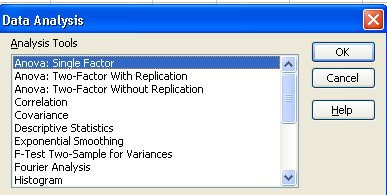 Data Analysis
Analysis Tools
Anova: Single Factor
Anova: Two-Factor With Replication
Anova: Two-Factor Without Replication
Correlation
Covariance
Descriptive Statistics
Exponential Smoothing
F-Test Two-Sample for Variances
Fourier Analysis
Histogram
OK
Cancel
Help